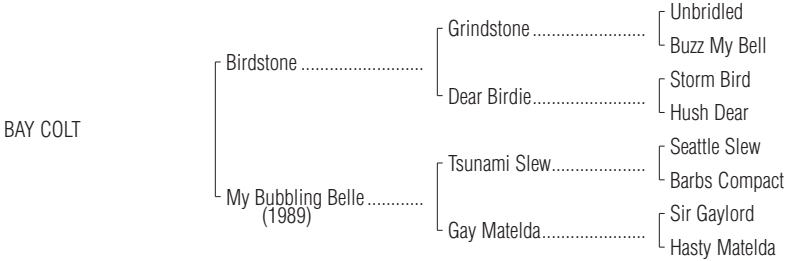 Unbridled
Grindstone ........................
Buzz My Bell
Birdstone ..........................
Storm Bird
Dear Birdie........................
Hush Dear
BAY COLT
Seattle Slew
Tsunami Slew....................
Barbs Compact
My Bubbling Belle ............
(1989)
Sir Gaylord
Gay Matelda......................
Hasty Matelda